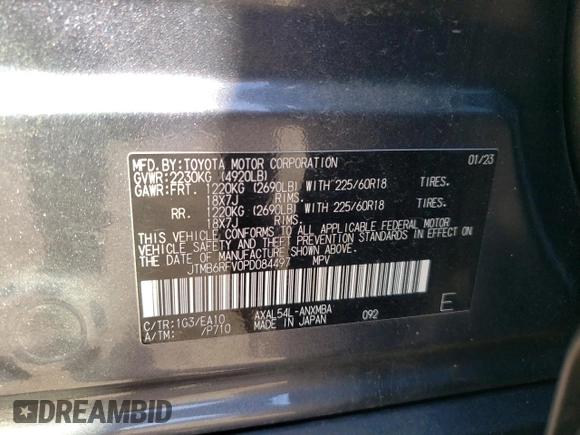 MFD. BY: TOYOTA MOTOR CORPORATION 01/23
GVWR: 2230KG (4920LB)
GAWR: FRT. 1220KG (2690LB) WITH 225/60R18 TIRES.
18X7J RIMS.
RR. 1220KG (2690LB) WITH 225/60R18 TIRES.
18X7J RIMS.
THIS VEHICLE CONFORMS TO ALL APPLICABLE FEDERAL MOTOR
VEHICLE SAFETY AND THEFT PREVENTION STANDARDS IN EFFECT ON
THE DATE OF MANUFACTURE SHOWN ABOVE.
JTMB6RFV0PD084497 MPV
C/TR: 1G3/EA10 AXAL54L-ANXMBA
A/TM: /P710 MADE IN JAPAN 092 E
DREAMBID